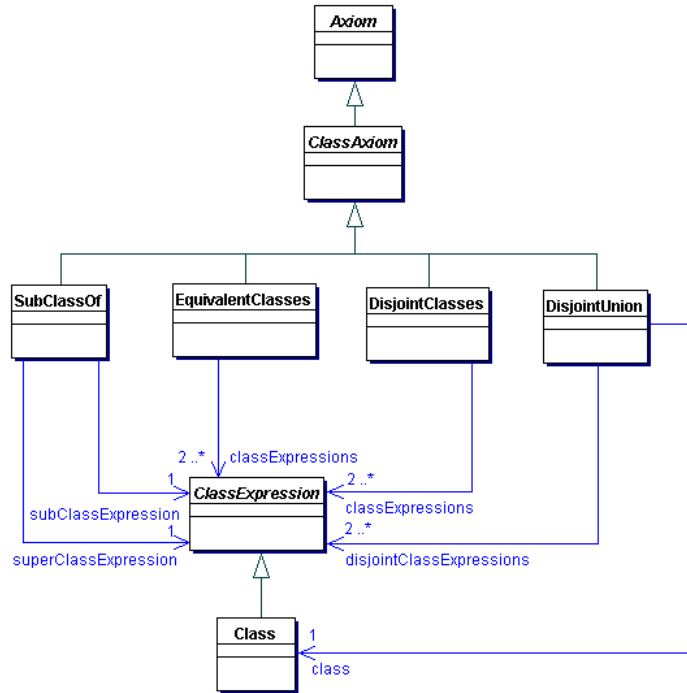 Axiom
ClassAxiom
SubClassOf
EquivalentClasses
DisjointClasses
DisjointUnion
2 ..* classExpressions
1
subClassExpression
ClassExpression
2 ..*
classExpressions
1
superClassExpression
2 ..*
disjointClassExpressions
Class
1
class